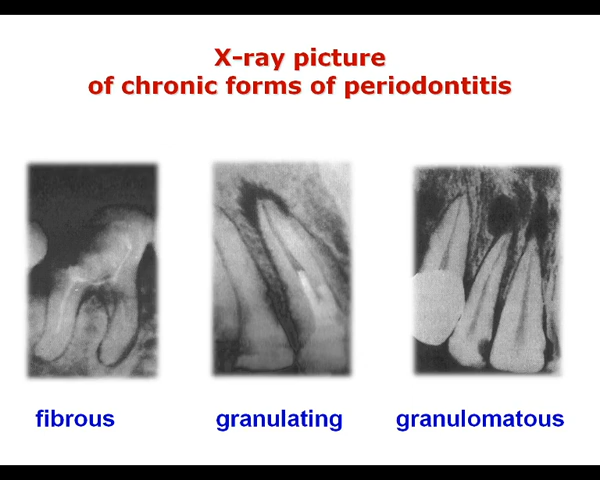 X-ray picture
of chronic forms of periodontitis
fibrous
granulating
granulomatous